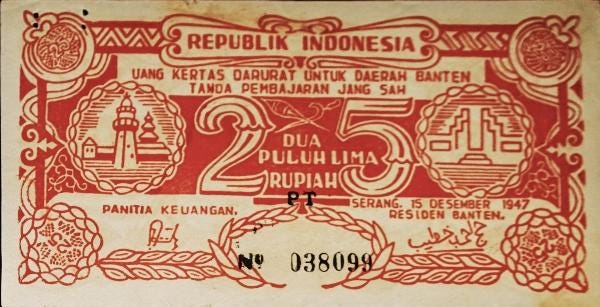 REPUBLIK INDONESIA
UANG KERTAS DARURAT UNTUK DAERAH BANTEN
TANDA PEMBAJARAN JANG SAH
25
DUA
PULUH LIMA
RUPIAH
PT
SERANG. 15 DESEMBER 1947
PANITIA KEUANGAN.
RESIDEN BANTEN.
No 038099